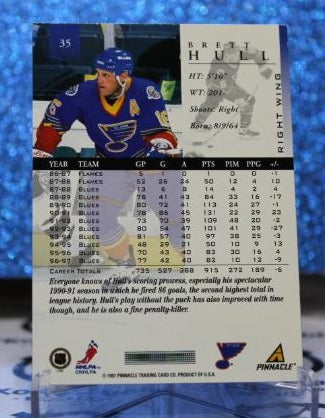 35
BRETT
HULL
HT: 5'10"
WT: 201
Shoots: Right
Born: 8/9/64
RIGHT WING
YEAR TEAM GP G A PTS PIM PPG +/-
86-87 FLAMES 1 0 1 0 -1
87-88 FLAMES 52 26 24 50 12 4 10
87-88 BLUES 13 6 8 14 4 2 4
88-89 BLUES 78 41 43 84 33 16 -17
89-90 BLUES 80 72 41 113 24 27 -1
90-91 BLUES 78 86 45 131 22 29 23
91-92 BLUES 73 70 39 109 48 20 -2
92-93 BLUES 80 54 47 101 41 29 -27
93-94 BLUES 81 57 40 97 38 25 -3
94-95 BLUES 48 29 21 50 10 9 13
95-96 BLUES 70 43 40 83 30 16 4
96-97 BLUES 77 42 40 82 10 12 -9
CAREER TOTALS 735 527 388 915 272 189 -6
Everyone knows of Hull's scoring prowess, especially his spectacular
1990-91 season in which he fired 86 goals, the second highest total in
league history. Hull's play without the puck has also improved with time
though, and he is also a fine penalty-killer.
NHLPA
PINNACLE
© 1997 PINNACLE TRADING CARD CO. PRODUCT OF U.S.A.